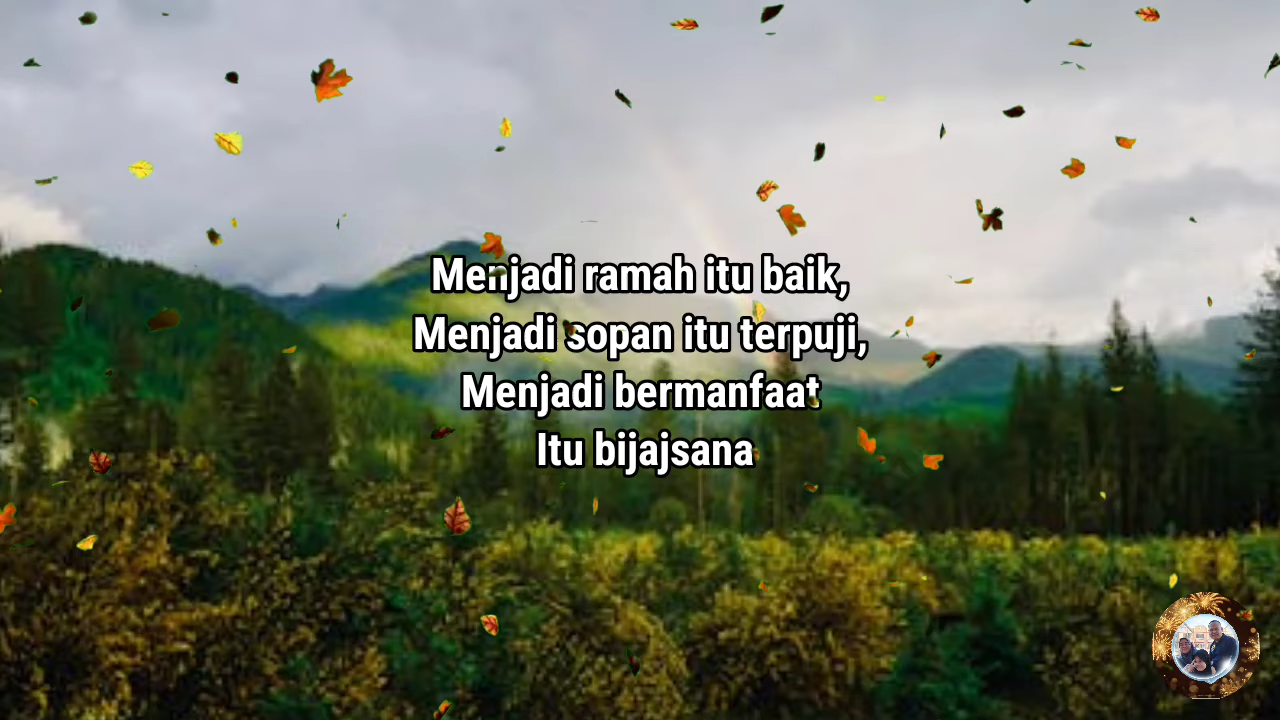 Menjadi ramah itu baik,
Menjadi sopan itu terpuji,
Menjadi bermanfaat
Itu bijajsana